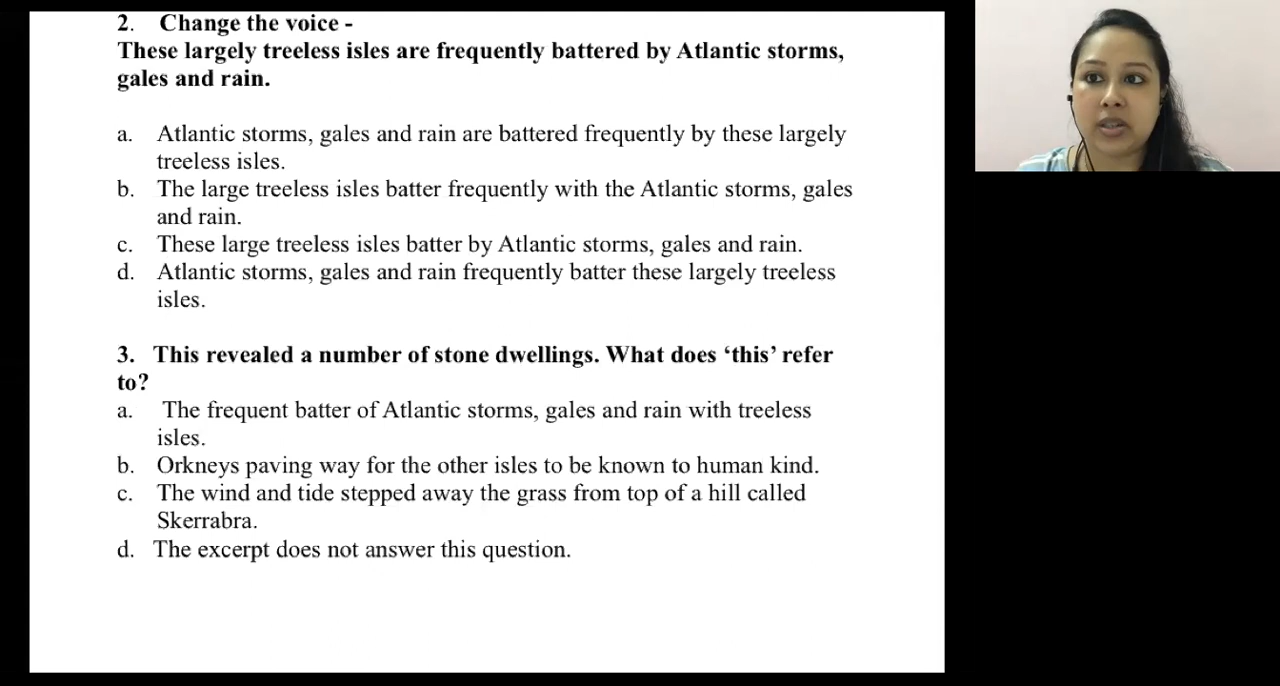 2. Change the voice -
These largely treeless isles are frequently battered by Atlantic storms,
gales and rain.
a. Atlantic storms, gales and rain are battered frequently by these largely
treeless isles.
b. The large treeless isles batter frequently with the Atlantic storms, gales
and rain.
c. These large treeless isles batter by Atlantic storms, gales and rain.
d. Atlantic storms, gales and rain frequently batter these largely treeless
isles.
3. This revealed a number of stone dwellings. What does ‘this’ refer
to?
a. The frequent batter of Atlantic storms, gales and rain with treeless
isles.
b. Orkneys paving way for the other isles to be known to human kind.
c. The wind and tide stepped away the grass from top of a hill called
Skerrabra.
d. The excerpt does not answer this question.